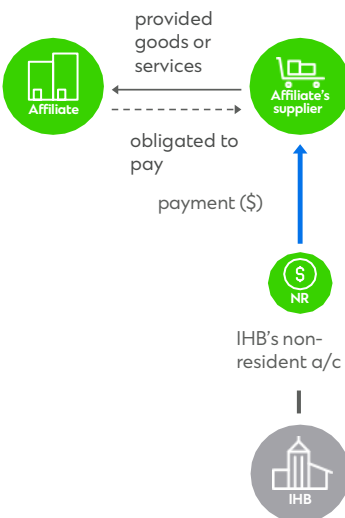 provided
goods or
services
Affiliate
Affiliate's
supplier
obligated to
pay
payment ($)
$
NR
IHB's non-
resident a/c
IHB